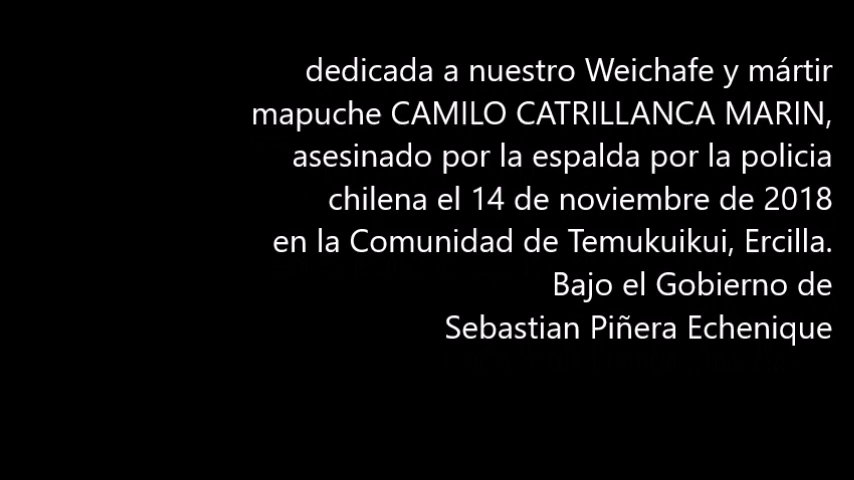 dedicada a nuestro Weichafe y mártir
mapuche CAMILO CATRILLANCA MARIN,
asesinado por la espalda por la policia
chilena el 14 de noviembre de 2018
en la Comunidad de Temukuikui, Ercilla.
Bajo el Gobierno de
Sebastian Piñera Echenique